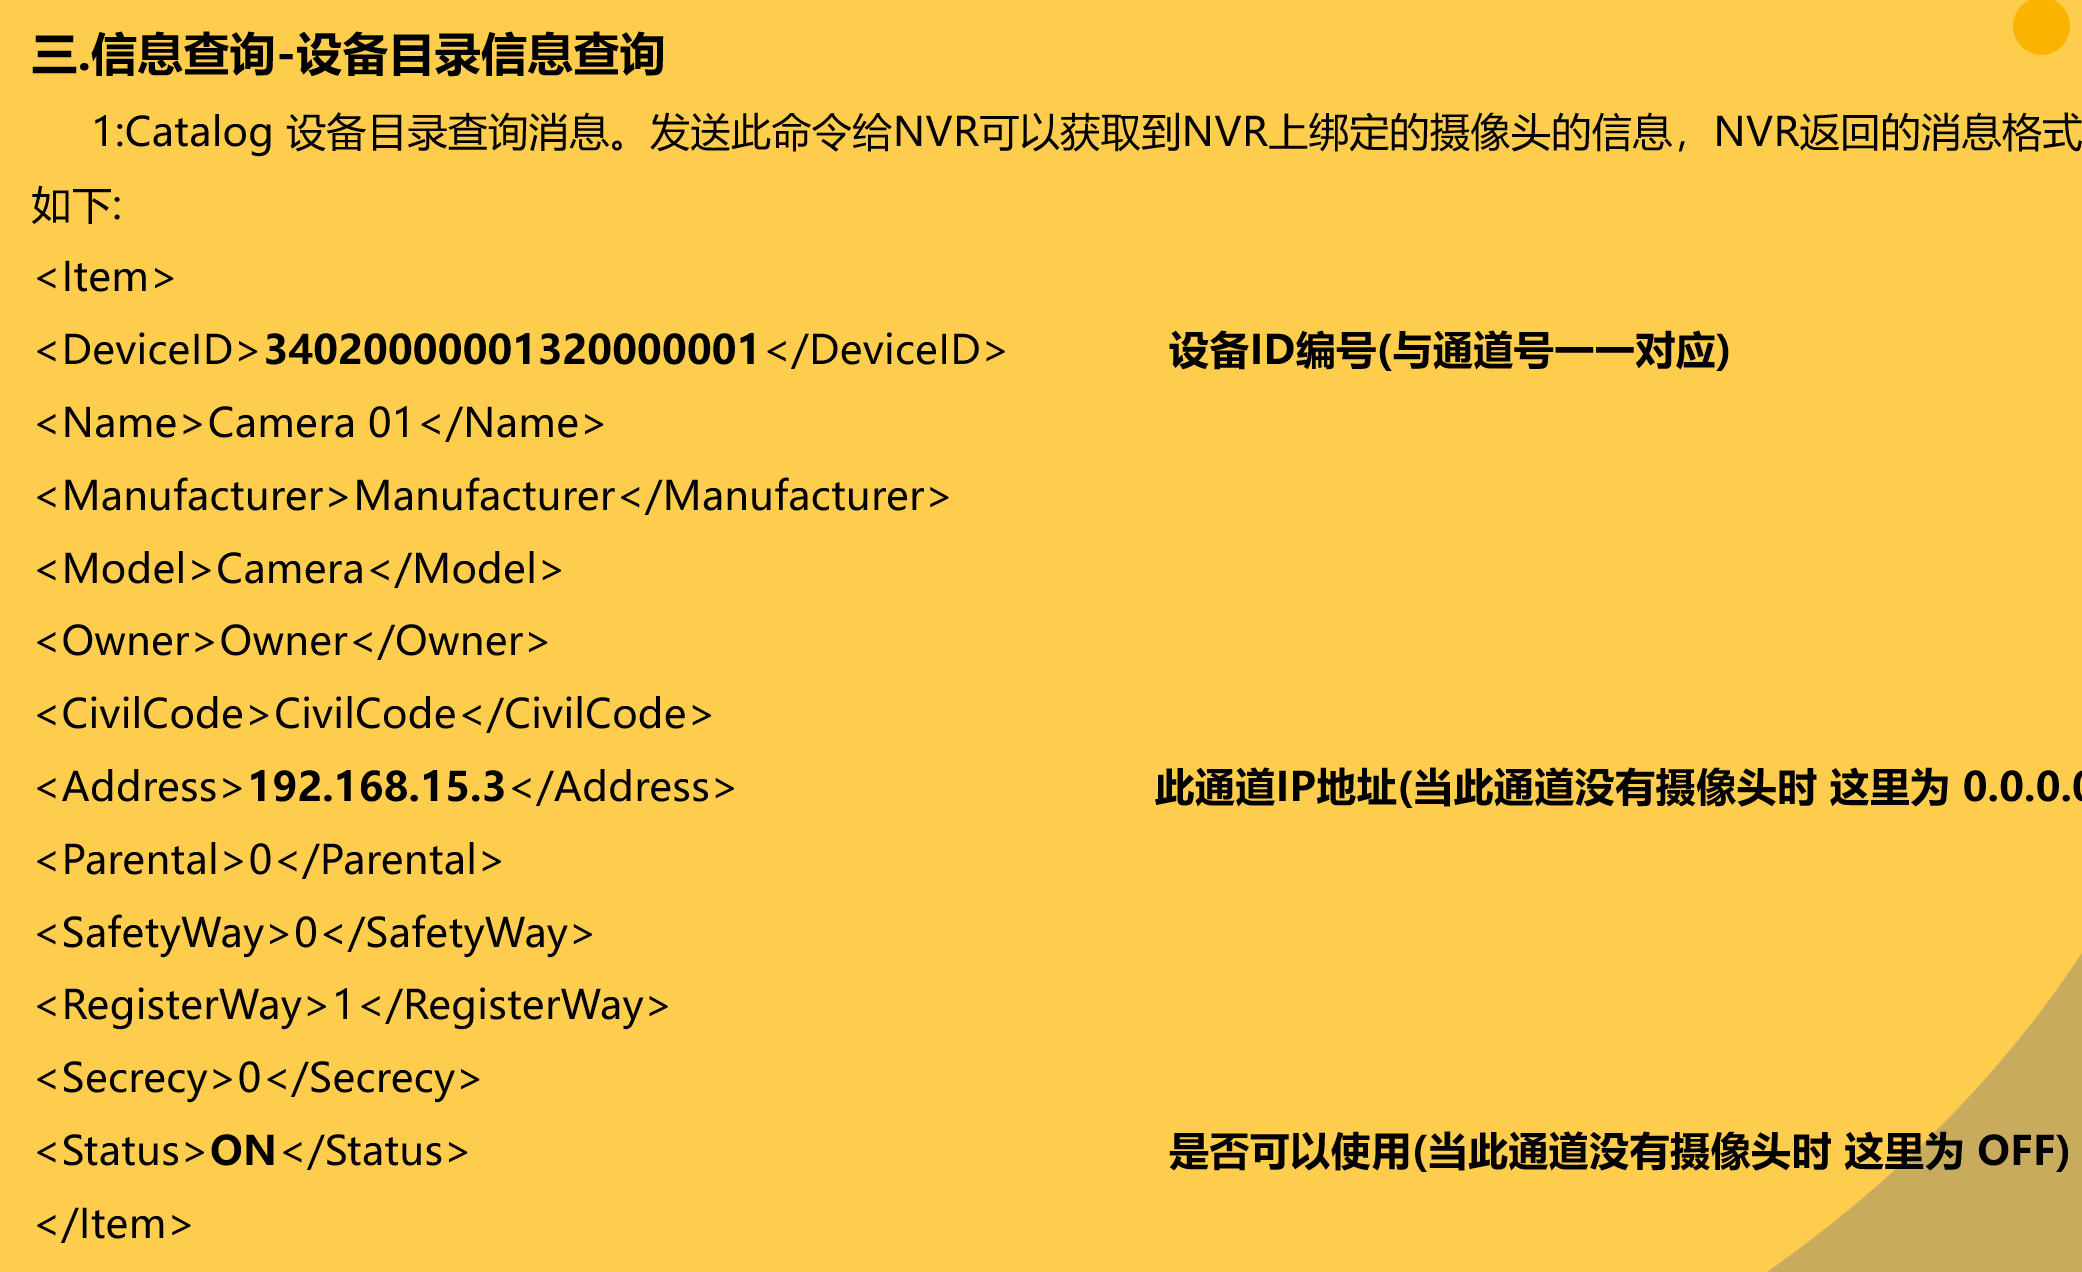 三.信息查询-设备目录信息查询
1:Catalog 设备目录查询消息。发送此命令给NVR可以获取到NVR上绑定的摄像头的信息，NVR返回的消息格式
如下:
<Item>
<DeviceID>34020000001320000001</DeviceID> 设备ID编号(与通道号一一对应)
<Name>Camera 01</Name>
<Manufacturer>Manufacturer</Manufacturer>
<Model>Camera</Model>
<Owner>Owner</Owner>
<CivilCode>CivilCode</CivilCode>
<Address>192.168.15.3</Address> 此通道IP地址(当此通道没有摄像头时 这里为 0.0.0.0
<Parental>0</Parental>
<SafetyWay>0</SafetyWay>
<RegisterWay>1</RegisterWay>
<Secrecy>0</Secrecy>
<Status>ON</Status> 是否可以使用(当此通道没有摄像头时 这里为 OFF)
</Item>